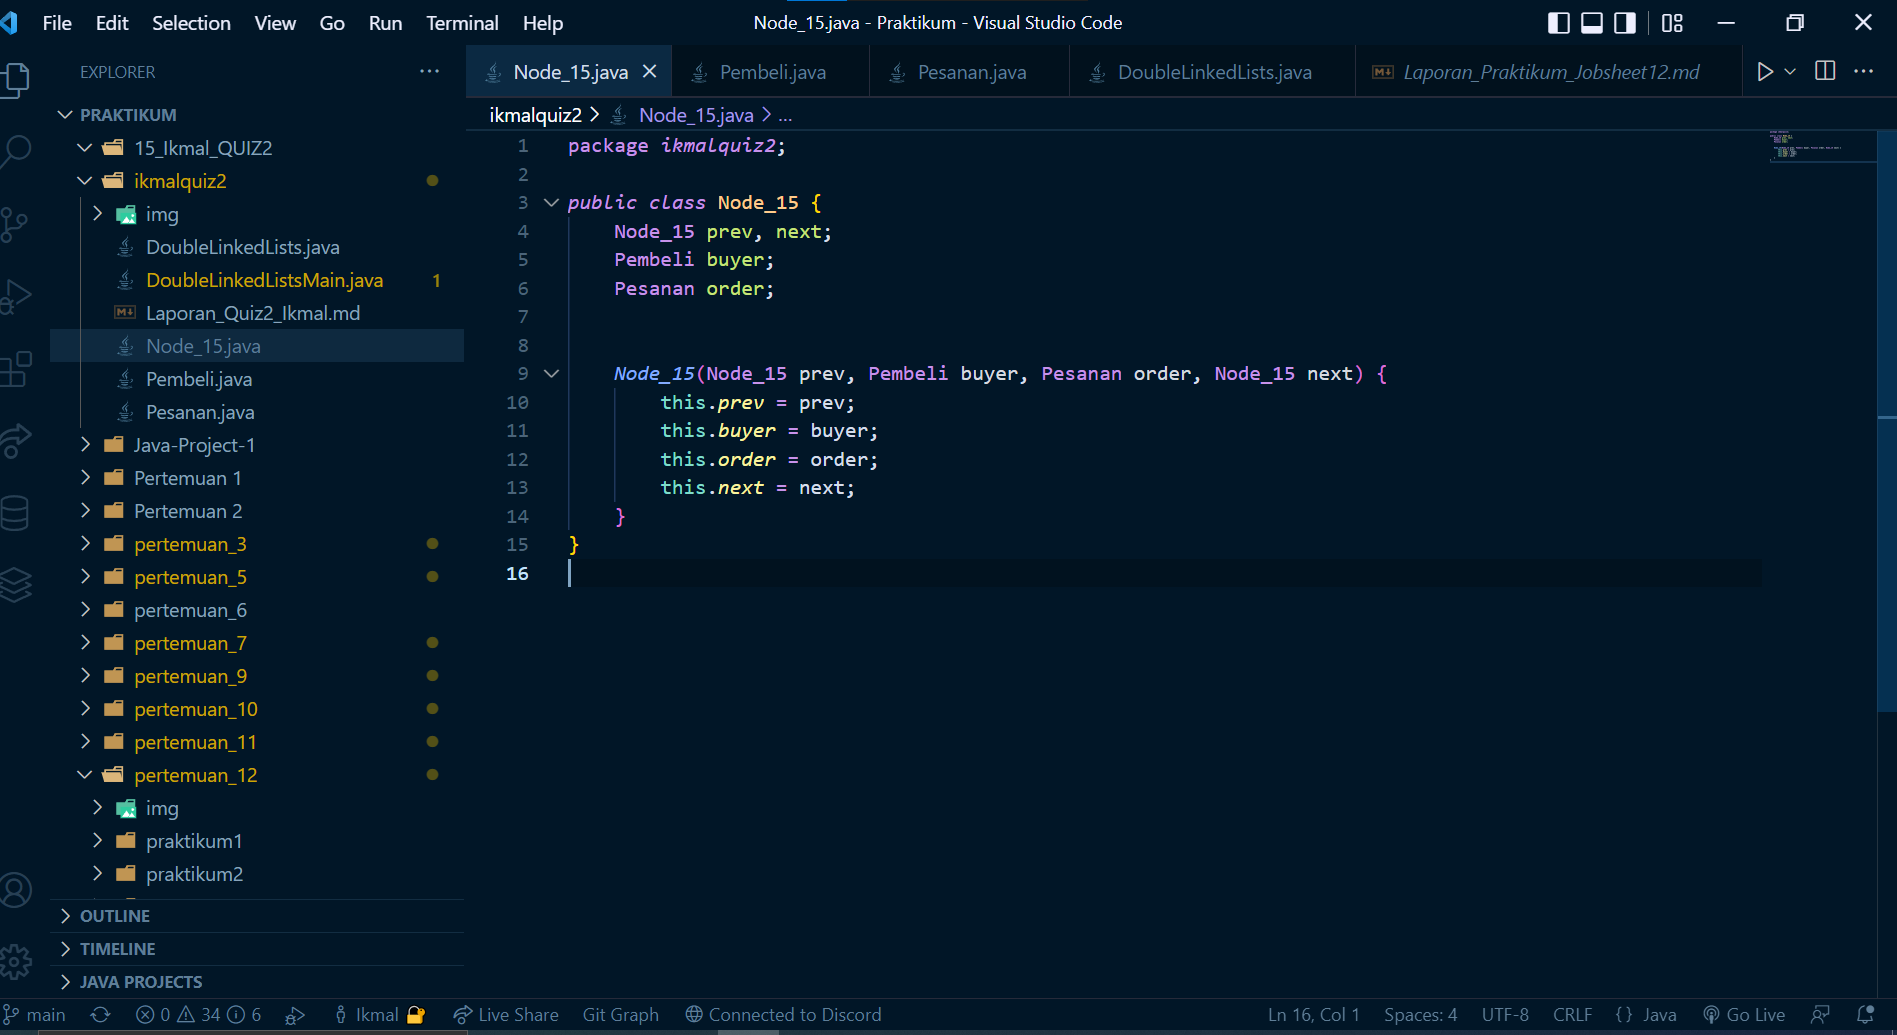 File Edit Selection View Go Run Terminal Help
Node_15.java - Praktikum - Visual Studio Code
EXPLORER
PRAKTIKUM
15_Ikmal_QUIZ2
ikmalquiz2
img
DoubleLinkedLists.java
DoubleLinkedListsMain.java 1
Laporan_Quiz2_Ikmal.md
Node_15.java
Pembeli.java
Pesanan.java
Java-Project-1
Pertemuan 1
Pertemuan 2
pertemuan_3
pertemuan_5
pertemuan_6
pertemuan_7
pertemuan_9
pertemuan_10
pertemuan_11
pertemuan_12
img
praktikum1
praktikum2
OUTLINE
TIMELINE
JAVA PROJECTS
Node_15.java Pembeli.java Pesanan.java DoubleLinkedLists.java Laporan_Praktikum_Jobsheet12.md
ikmalquiz2 > Node_15.java > ...
1 package ikmalquiz2;
2
3 public class Node_15 {
4 Node_15 prev, next;
5 Pembeli buyer;
6 Pesanan order;
7
8
9 Node_15(Node_15 prev, Pembeli buyer, Pesanan order, Node_15 next) {
10 this.prev = prev;
11 this.buyer = buyer;
12 this.order = order;
13 this.next = next;
14 }
15 }
16
main 0 34 6 Ikmal Live Share Git Graph Connected to Discord Ln 16, Col 1 Spaces: 4 UTF-8 CRLF {} Java Go Live